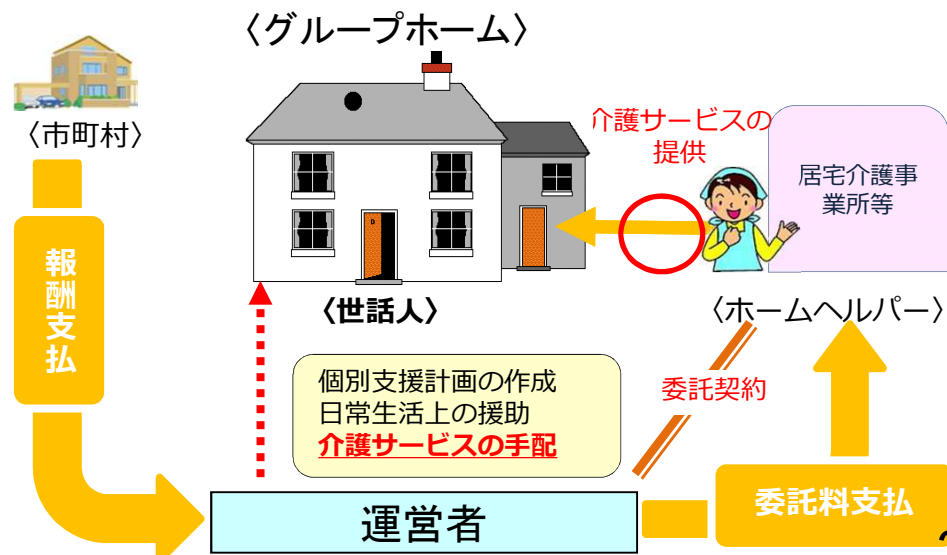 〈グループホーム〉
〈市町村〉
介護サービスの
提供
居宅介護事
業所等
報酬支払
〈世話人〉
〈ホームヘルパー〉
個別支援計画の作成
日常生活上の援助
介護サービスの手配
委託契約
運営者
委託料支払